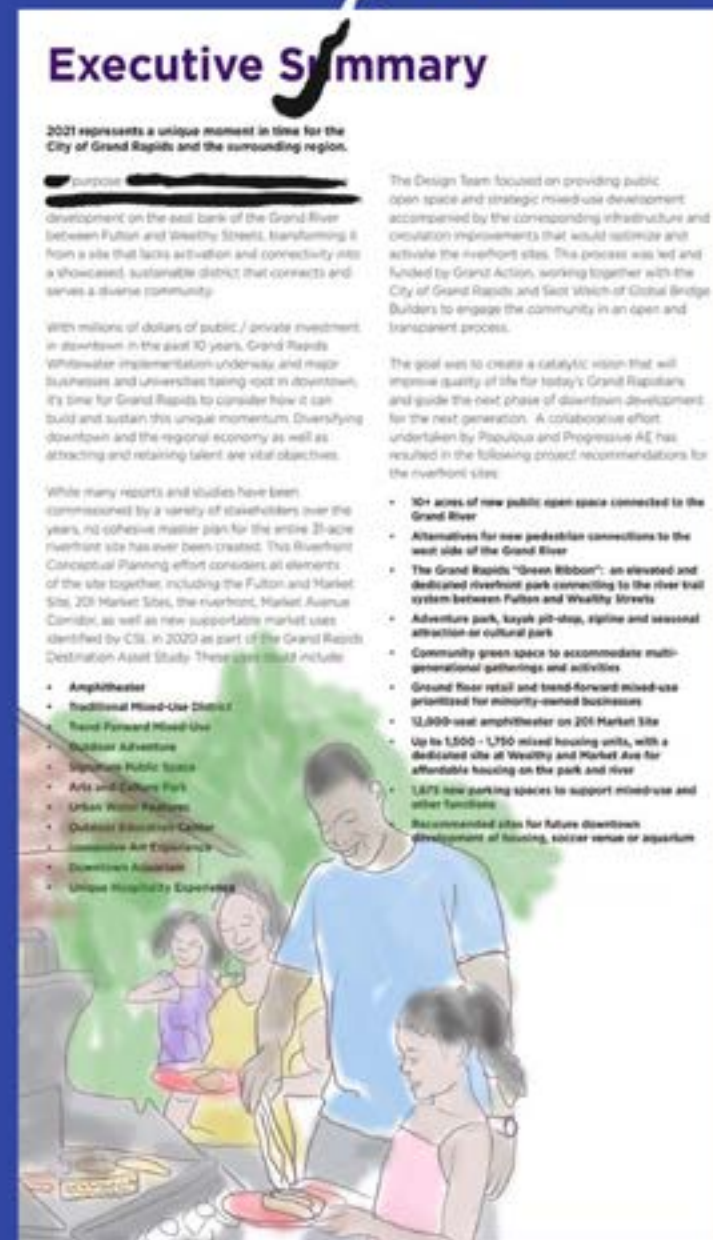 Executive S mmary
2021 represents a unique moment in time for the
City of Grand Rapids and the surrounding region.
purpose
development on the east bank of the Grand River
between Fulton and Wealthy Streets, transforming it
from a site that lacks activation and connectivity into
a showcased, sustainable district that connects and
serves a diverse community.
With millions of dollars of public / private investment
in downtown in the past 10 years, Grand Rapids
Whitewater implementation underway, and major
businesses and universities taking root in downtown,
it's time for Grand Rapids to consider how it can
build and sustain this unique momentum. Diversifying
downtown and the regional economy as well as
attracting and retaining talent are vital objectives.
While many reports and studies have been
commissioned by a variety of stakeholders over the
years, no cohesive master plan for the entire 31-acre
riverfront site has ever been created. This Riverfront
Conceptual Planning effort considers all elements
of the site together, including the Fulton and Market
Site, 201 Market Sites, the riverfront, Market Avenue
Corridor, as well as new supportable market uses
identified by CSL in 2020 as part of the Grand Rapids
Destination Asset Study. These uses could include:
• Amphitheater
• Traditional Mixed-Use District
• Trend Forward Mixed-Use
• Outdoor Adventure
• Signature Public Space
• Arts and Culture Park
• Urban Water Features
• Outdoor Education Center
• Immersive Art Experience
• Downtown Aquarium
• Unique Hospitality Experience
The Design Team focused on providing public
open space and strategic mixed-use development
accompanied by the corresponding infrastructure and
circulation improvements that would optimize and
activate the riverfront sites. This process was led and
funded by Grand Action, working together with the
City of Grand Rapids and Skot Welch of Global Bridge
Builders to engage the community in an open and
transparent process.
The goal was to create a catalytic vision that will
improve quality of life for today's Grand Rapidians
and guide the next phase of downtown development
for the next generation. A collaborative effort
undertaken by Populous and Progressive AE has
resulted in the following project recommendations for
the riverfront sites:
• 10+ acres of new public open space connected to the
Grand River
• Alternatives for new pedestrian connections to the
west side of the Grand River
• The Grand Rapids "Green Ribbon": an elevated and
dedicated riverfront park connecting to the river trail
system between Fulton and Wealthy Streets
• Adventure park, kayak pit-stop, zipline and seasonal
attraction or cultural park
• Community green space to accommodate multi-
generational gatherings and activities
• Ground floor retail and trend-forward mixed-use
prioritized for minority-owned businesses
• 12,000-seat amphitheater on 201 Market Site
• Up to 1,500 - 1,750 mixed housing units, with a
dedicated site at Wealthy and Market Ave for
affordable housing on the park and river
• 1,675 new parking spaces to support mixed-use and
other functions
• Recommended sites for future downtown
development of housing, soccer venue or aquarium